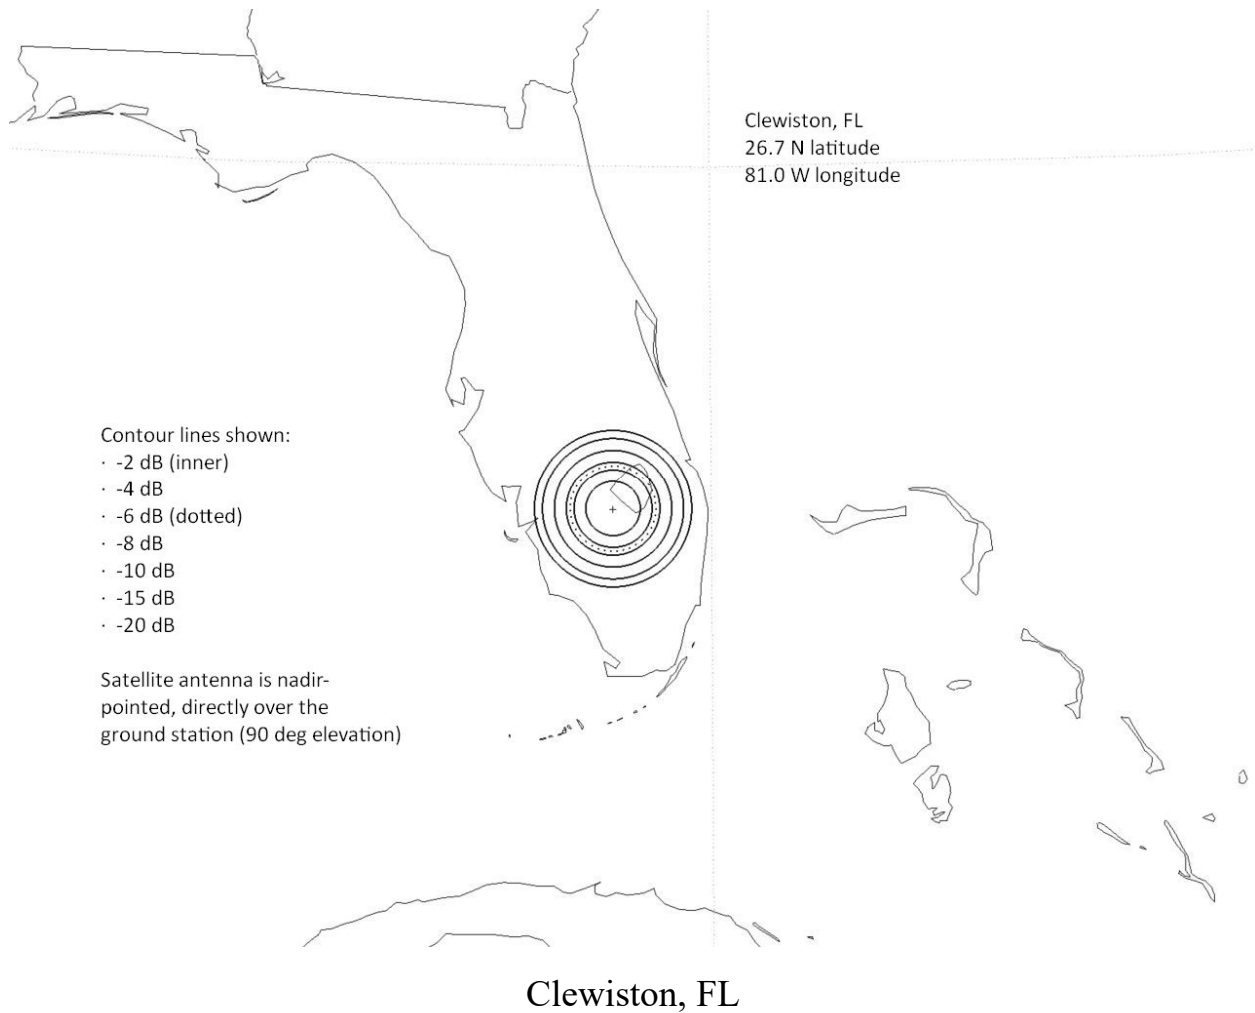 Clewiston, FL
26.7 N latitude
81.0 W longitude
Contour lines shown:
· -2 dB (inner)
· -4 dB
· -6 dB (dotted)
· -8 dB
· -10 dB
· -15 dB
· -20 dB
Satellite antenna is nadir-
pointed, directly over the
ground station (90 deg elevation)
Clewiston, FL